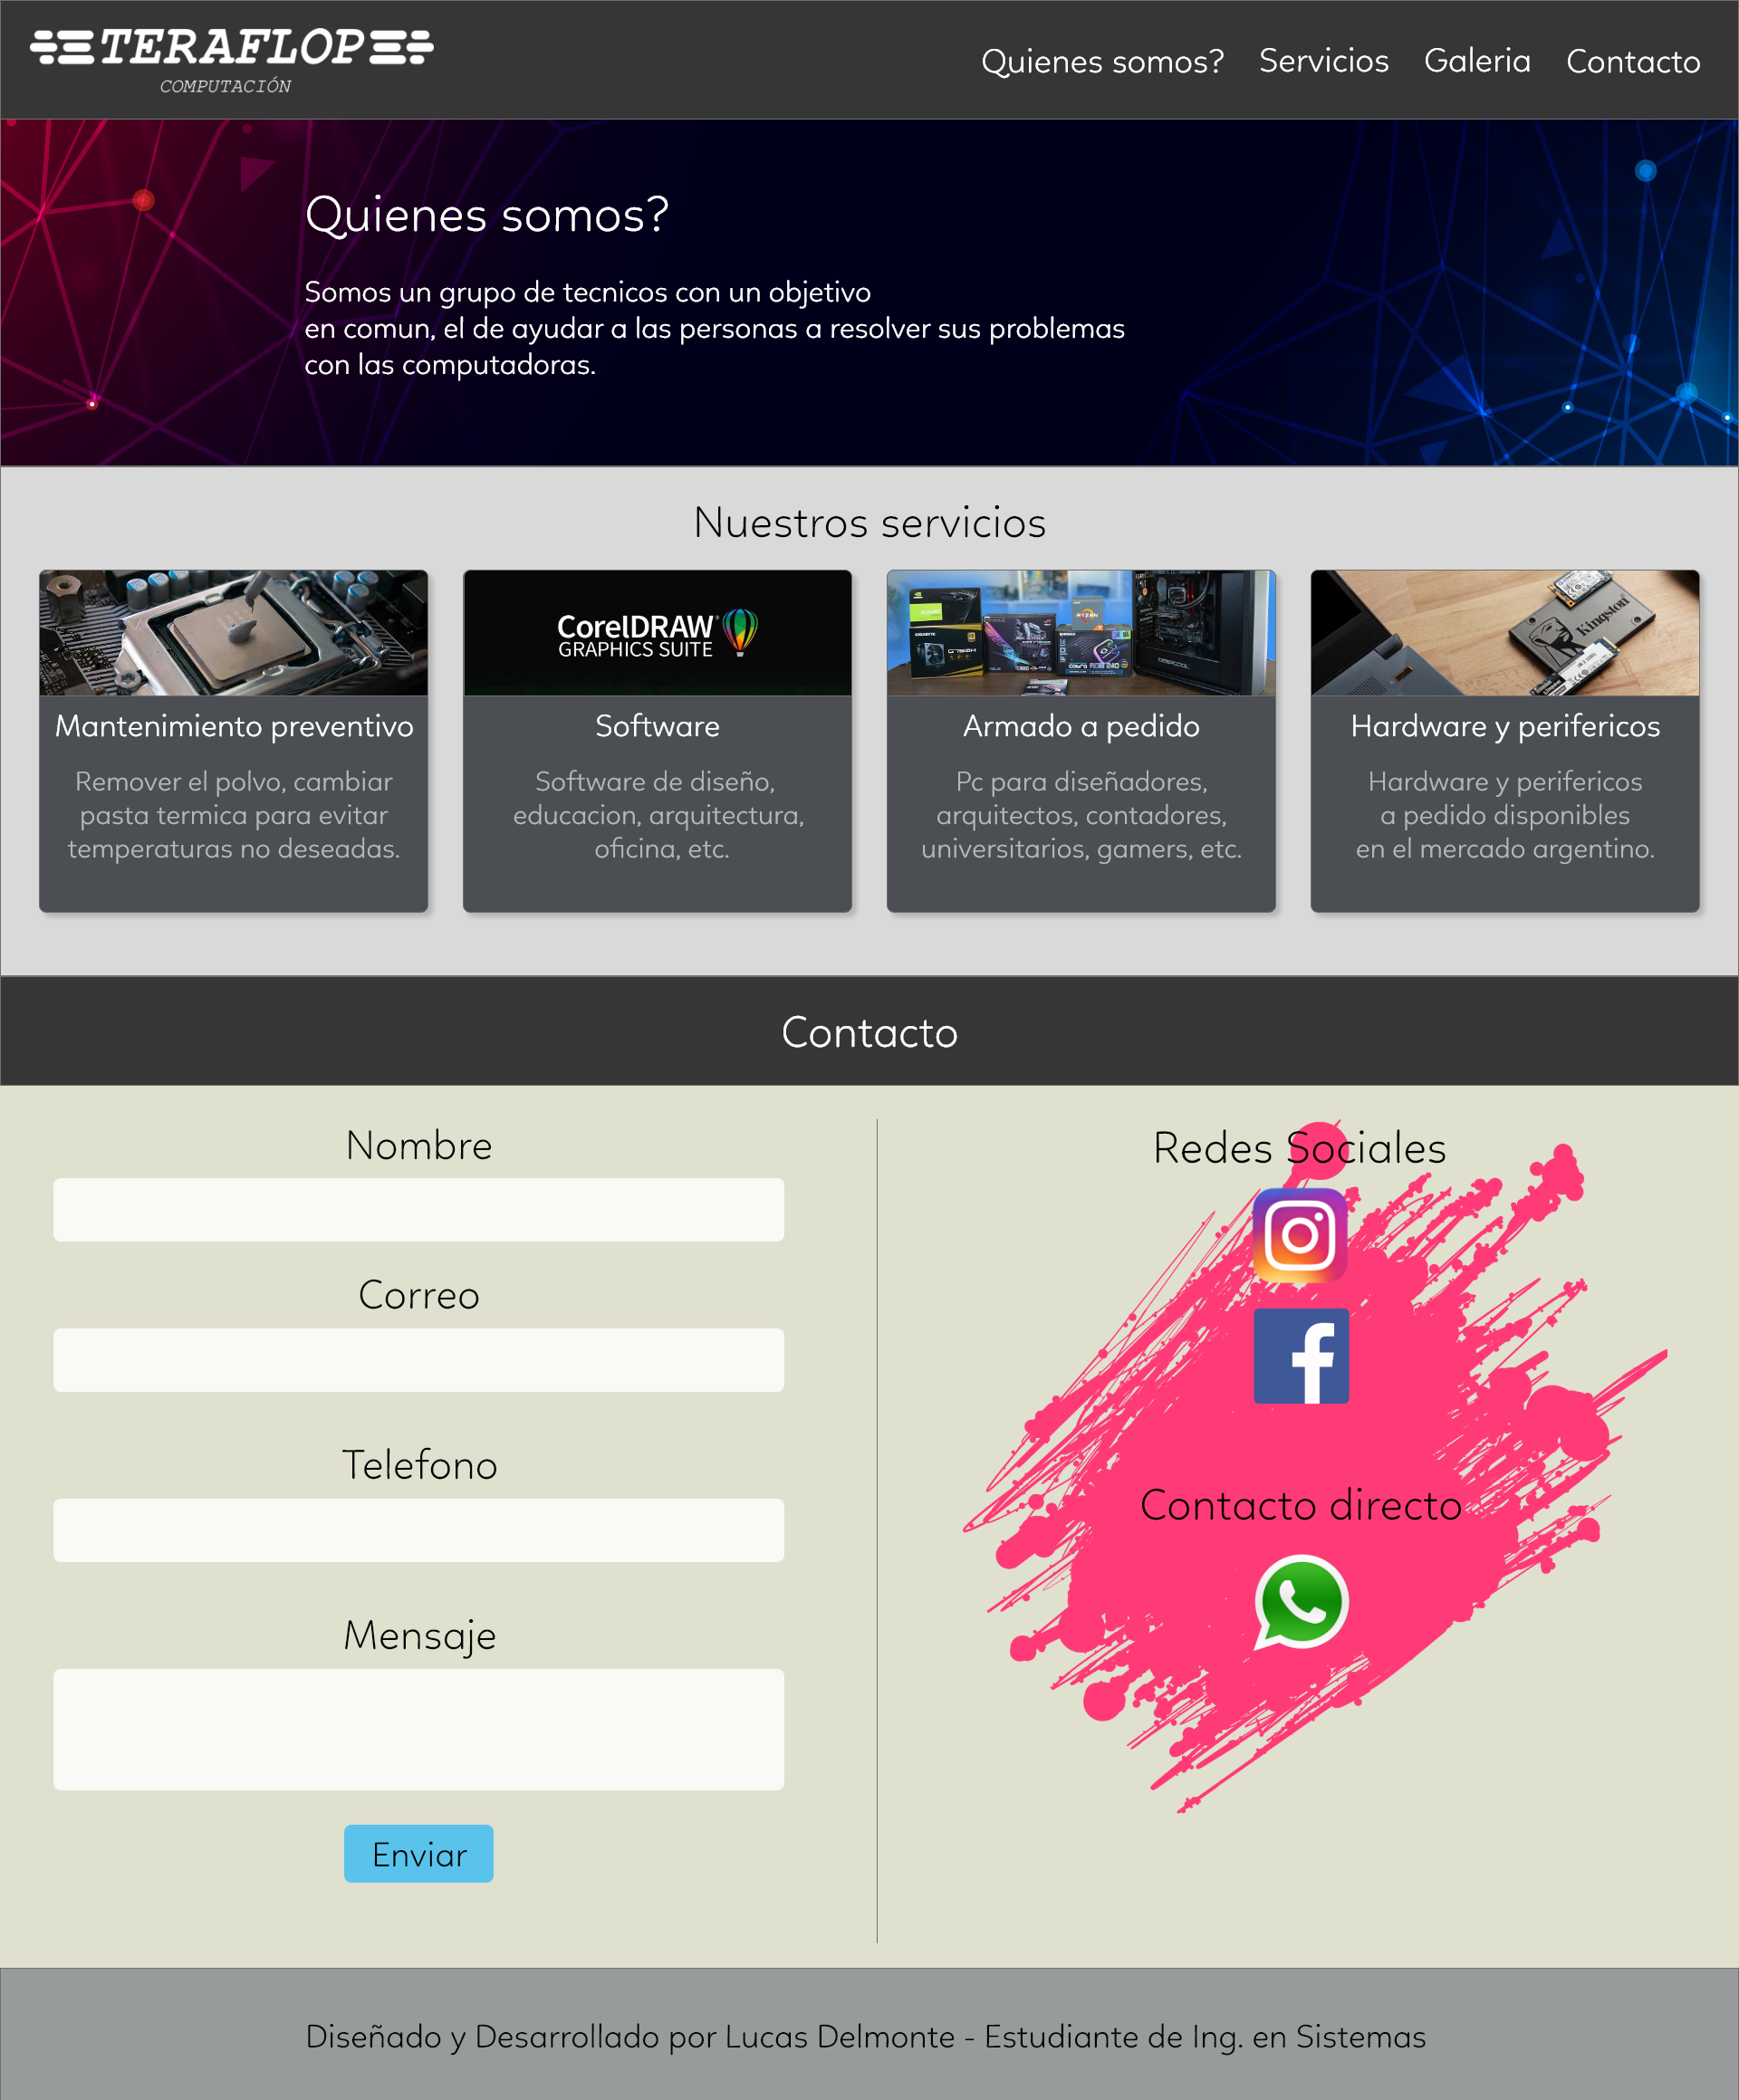 TERAFLOP
COMPUTACIÓN
Quienes somos? Servicios Galeria Contacto
Quienes somos?
Somos un grupo de tecnicos con un objetivo
en comun, el de ayudar a las personas a resolver sus problemas
con las computadoras.
Nuestros servicios
CorelDRAW
GRAPHICS SUITE
RYZEN
DEEPCOOL
Kingston
Mantenimiento preventivo
Remover el polvo, cambiar
pasta termica para evitar
temperaturas no deseadas.
Software
Software de diseño,
educacion, arquitectura,
oficina, etc.
Armado a pedido
Pc para diseñadores,
arquitectos, contadores,
universitarios, gamers, etc.
Hardware y perifericos
Hardware y perifericos
a pedido disponibles
en el mercado argentino.
Contacto
Nombre
Correo
Telefono
Mensaje
Enviar
Redes Sociales
Contacto directo
Diseñado y Desarrollado por Lucas Delmonte - Estudiante de Ing. en Sistemas